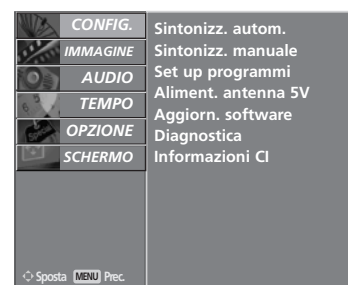 CONFIG.
IMMAGINE
AUDIO
TEMPO
OPZIONE
SCHERMO
Sintonizz. autom.
Sintonizz. manuale
Set up programmi
Aliment. antenna 5V
Aggiorn. software
Diagnostica
Informazioni CI
Sposta MENU Prec.